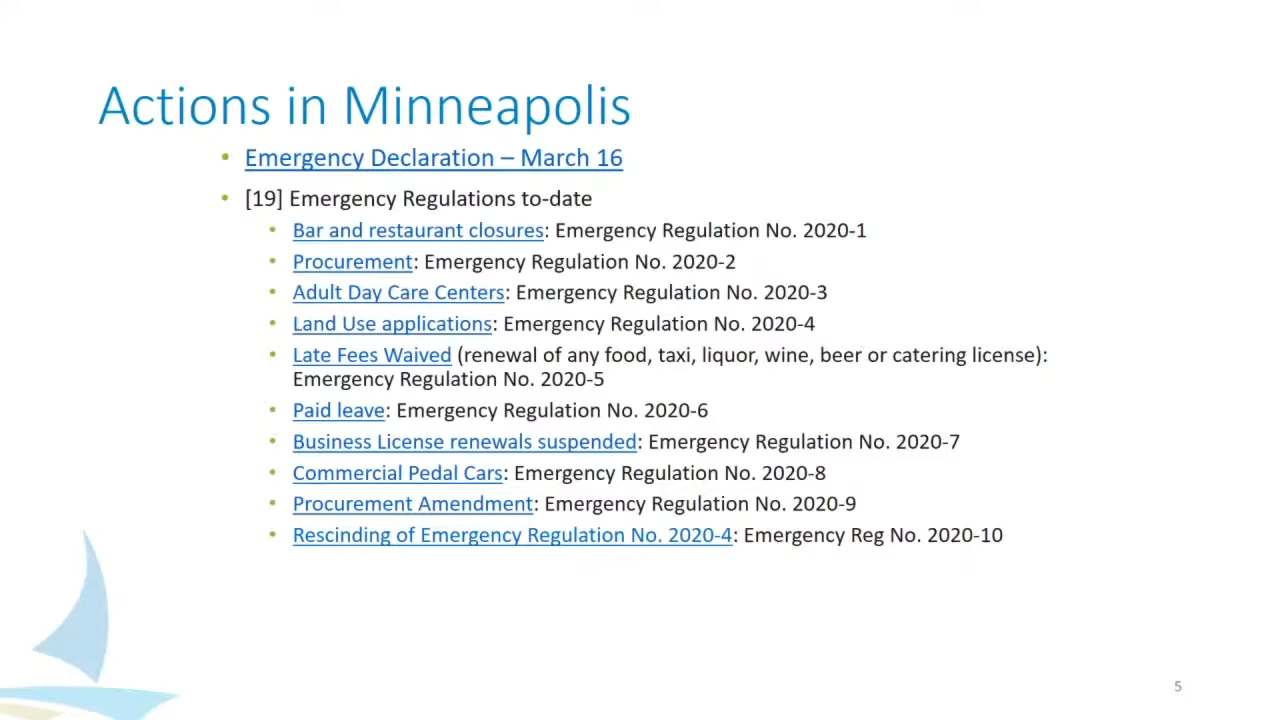 Actions in Minneapolis
• Emergency Declaration – March 16
• [19] Emergency Regulations to-date
• Bar and restaurant closures: Emergency Regulation No. 2020-1
• Procurement: Emergency Regulation No. 2020-2
• Adult Day Care Centers: Emergency Regulation No. 2020-3
• Land Use applications: Emergency Regulation No. 2020-4
• Late Fees Waived (renewal of any food, taxi, liquor, wine, beer or catering license):
Emergency Regulation No. 2020-5
• Paid leave: Emergency Regulation No. 2020-6
• Business License renewals suspended: Emergency Regulation No. 2020-7
• Commercial Pedal Cars: Emergency Regulation No. 2020-8
• Procurement Amendment: Emergency Regulation No. 2020-9
• Rescinding of Emergency Regulation No. 2020-4: Emergency Reg No. 2020-10
5